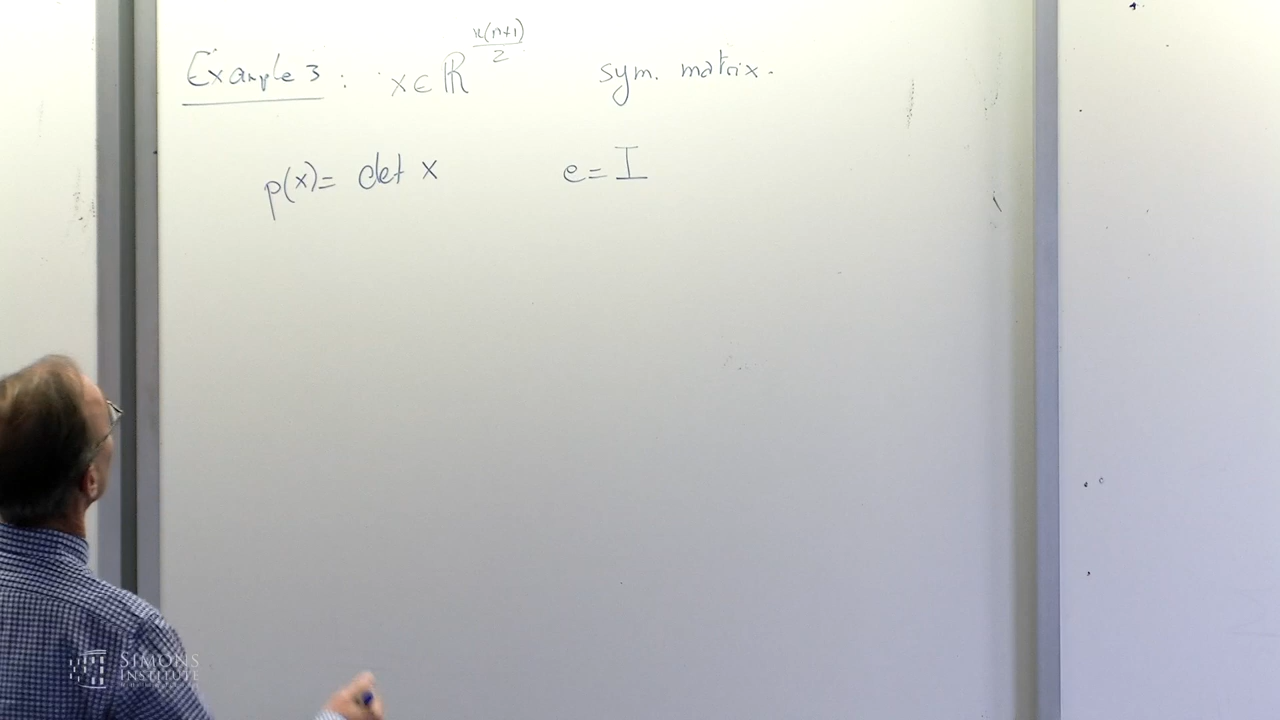 Example 3 : x ∈ ℝ^{n(n+1)/2} sym. matrix.
p(x) = det x e = I
SIMONS
INSTITUTE